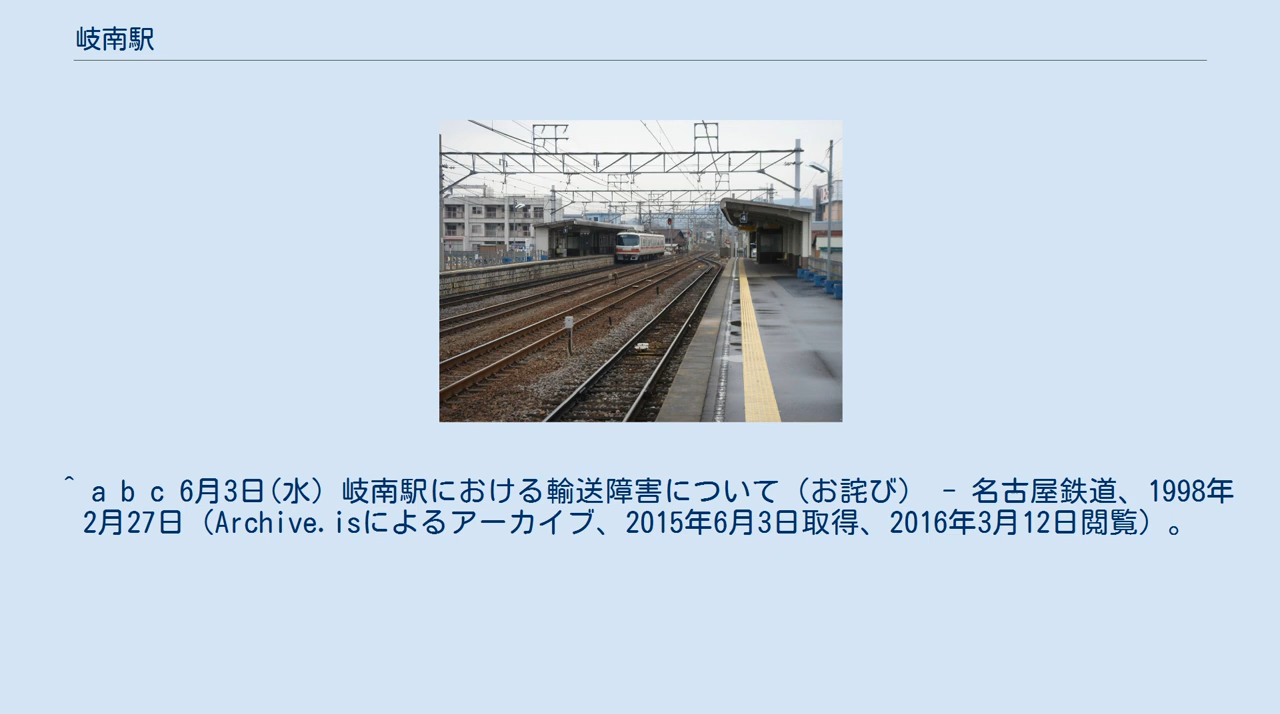 岐南駅
^ a b c 6月3日(水) 岐南駅における輸送障害について（お詫び） - 名古屋鉄道、1998年
2月27日（Archive.isによるアーカイブ、2015年6月3日取得、2016年3月12日閲覧）。